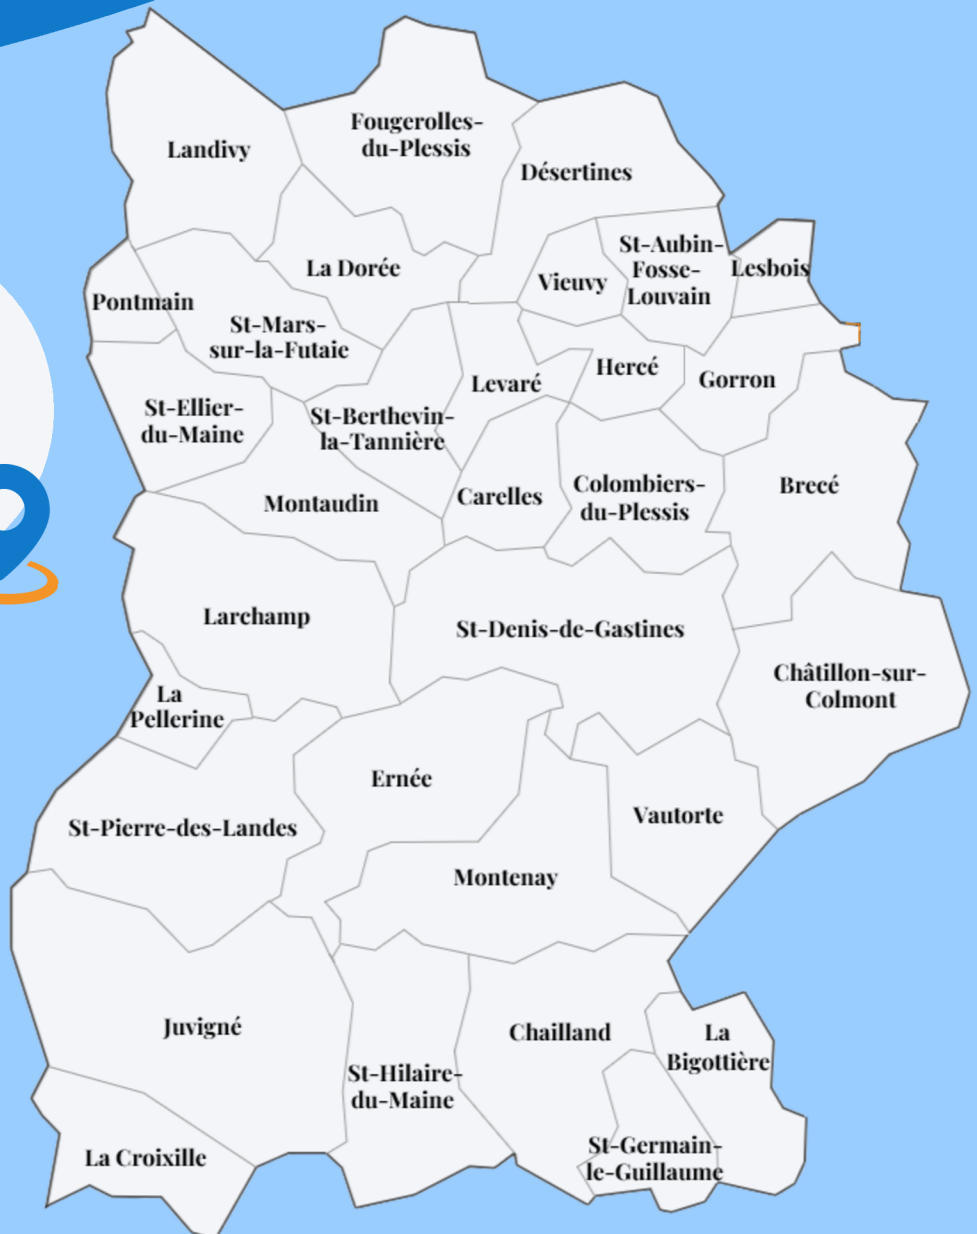 Landivy
Fougerolles-
du-Plessis
Désertines
St-Aubin-
Fosse-
Louvain
Lesbois
Vieuvy
La Dorée
Pontmain
St-Mars-
sur-la-Futaie
Hercé
Gorron
Levaré
St-Ellier-
du-Maine
St-Berthevin-
la-Tannière
Montaudin
Carelles
Colombiers-
du-Plessis
Brecé
Larchamp
St-Denis-de-Gastines
Châtillon-sur-
Colmont
La
Pellerine
Ernée
St-Pierre-des-Landes
Vautorte
Montenay
Juvigné
Chailland
La
Bigottière
St-Hilaire-
du-Maine
St-Germain-
le-Guillaume
La Croixille